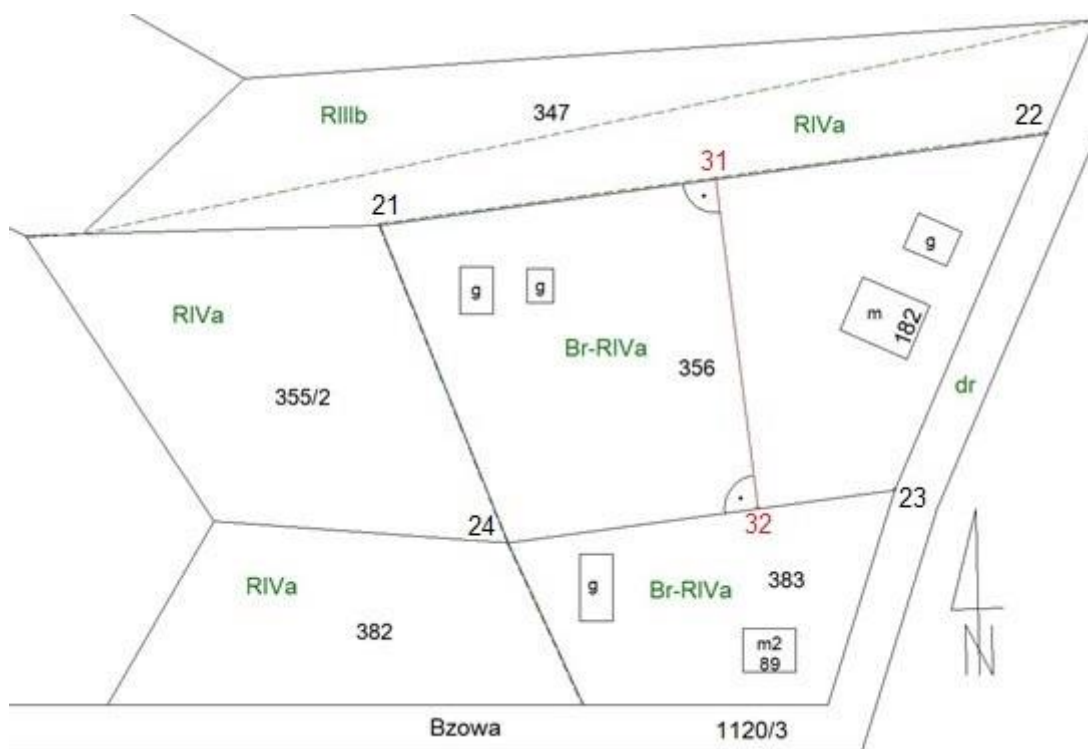 RIIIb
347
RIVa
22
31
21
g
g
g
RIVa
Br-RIVa
356
m
182
355/2
dr
24
23
32
RIVa
g
Br-RIVa
383
382
m2
89
N
Bzowa
1120/3